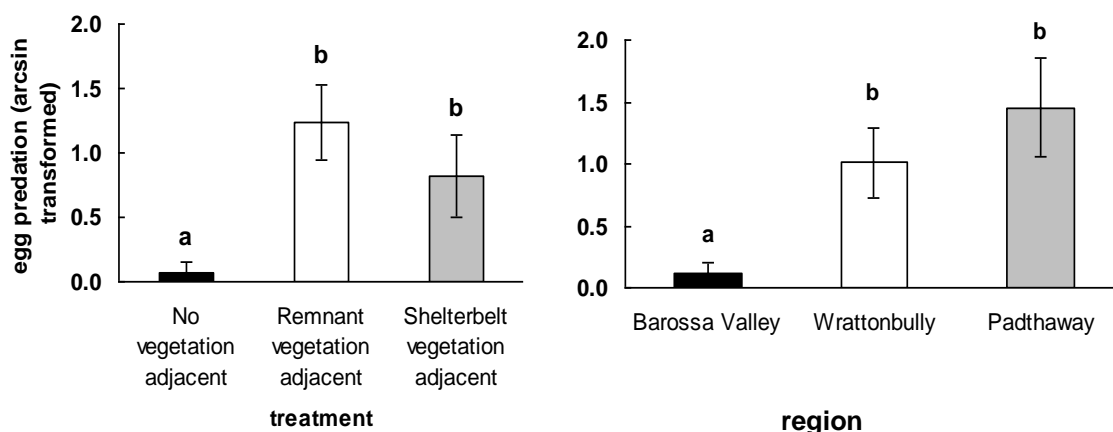 egg predation (arcsin
transformed)
2.0
1.5
1.0
0.5
0.0
a
b
b
No
vegetation
adjacent
Remnant
vegetation
adjacent
Shelterbelt
vegetation
adjacent
treatment
2.0
1.5
1.0
0.5
0.0
a
b
b
Barossa Valley
Wrattonbully
Padthaway
region